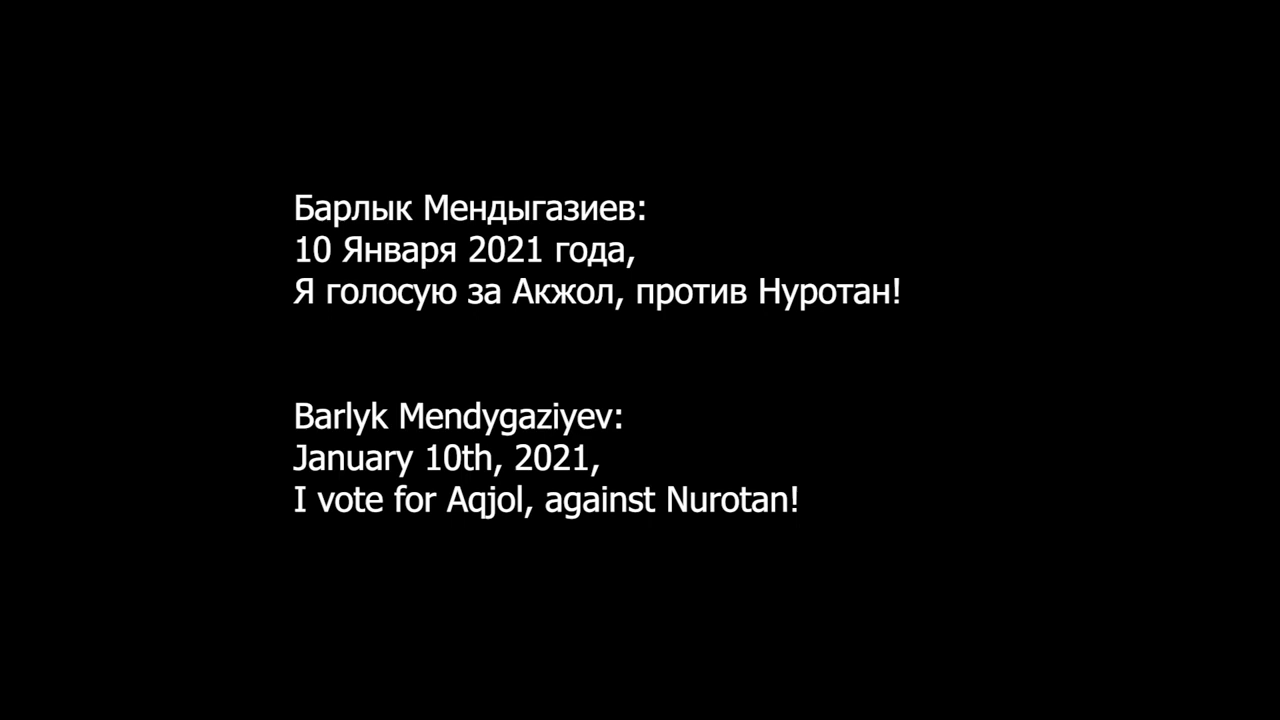 Барлык Мендыгазиев:
10 Января 2021 года,
Я голосую за Акжол, против Нуротан!
Barlyk Mendygaziyev:
January 10th, 2021,
I vote for Aqjol, against Nurotan!